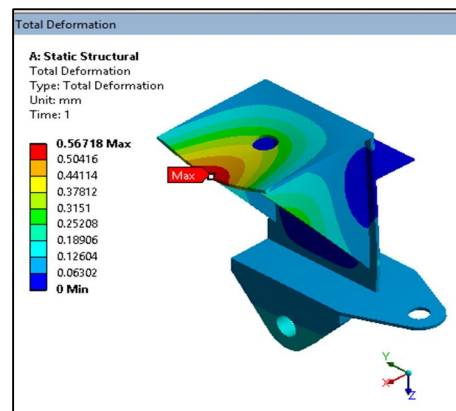 Total Deformation
A: Static Structural
Total Deformation
Type: Total Deformation
Unit: mm
Time: 1
0.56718 Max
0.50416
0.44114
0.37812
0.3151
0.25208
0.18906
0.12604
0.06302
0 Min
Max
Y
X
Z